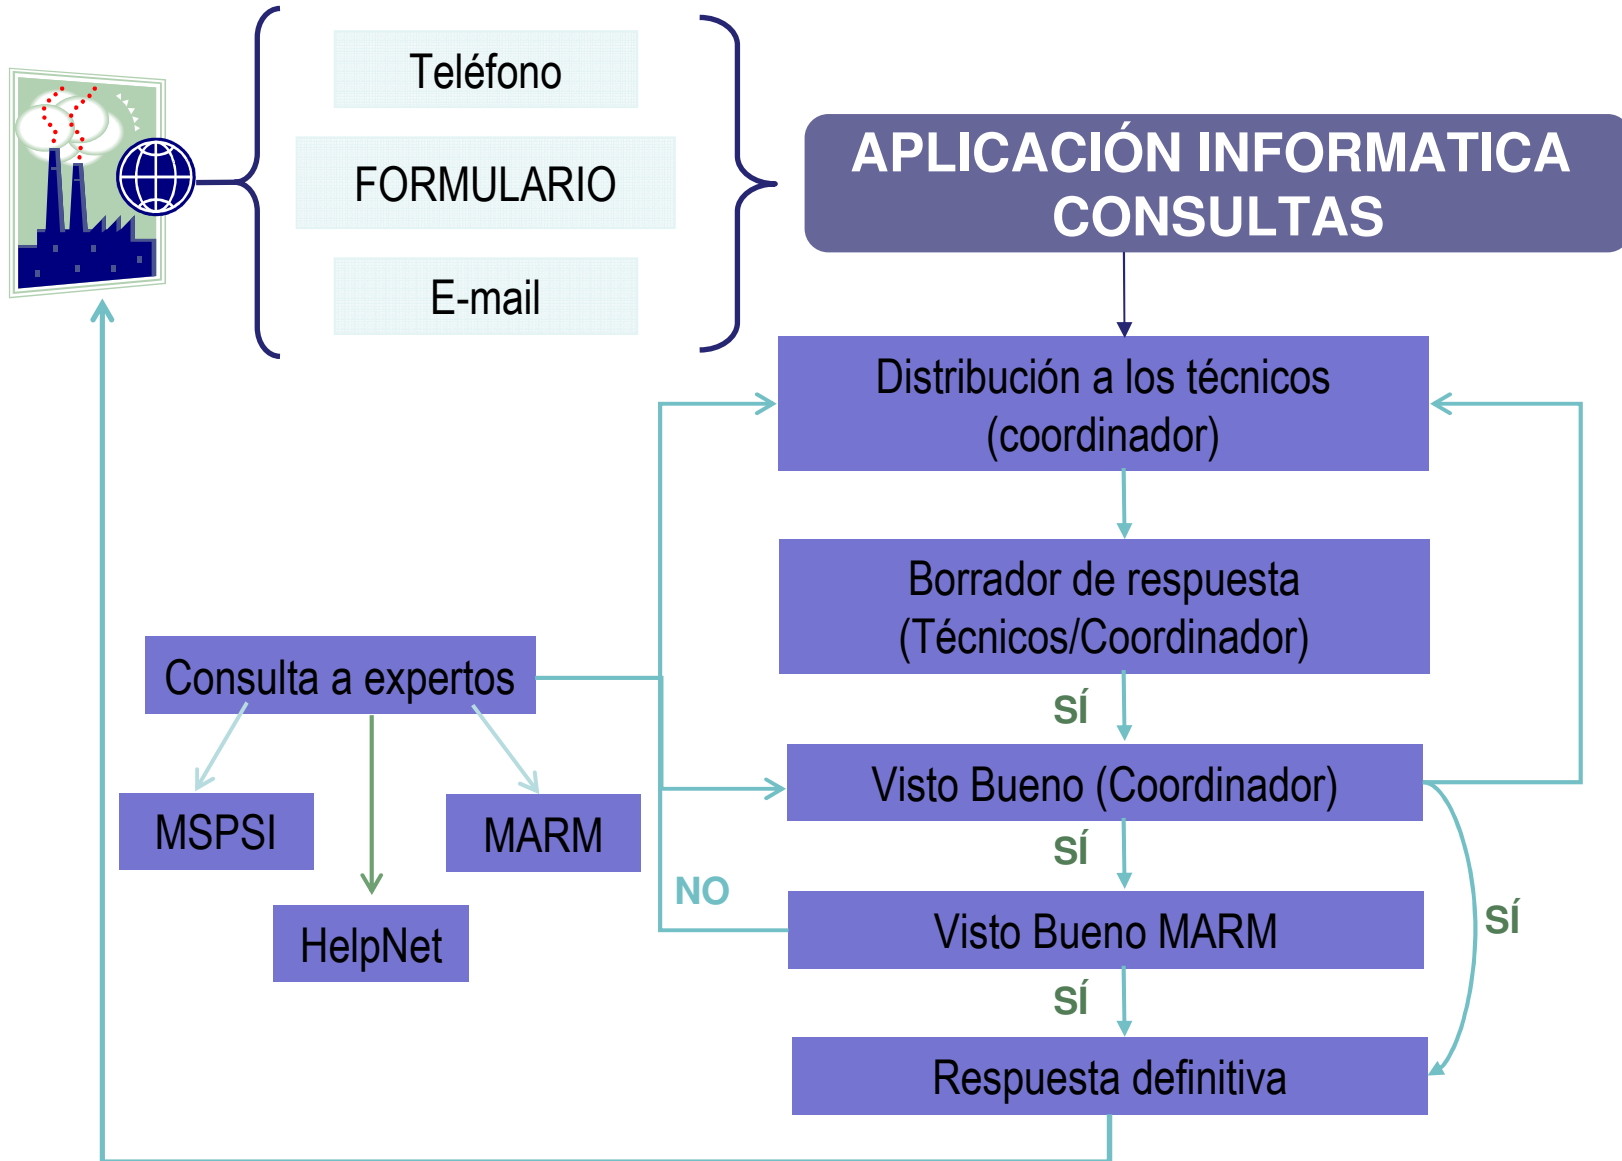 Teléfono
FORMULARIO
E-mail
APLICACIÓN INFORMATICA
CONSULTAS
Distribución a los técnicos
(coordinador)
Borrador de respuesta
(Técnicos/Coordinador)
SÍ
Consulta a expertos
Visto Bueno (Coordinador)
MSPSI
MARM
SÍ
NO
HelpNet
Visto Bueno MARM
SÍ
SÍ
Respuesta definitiva